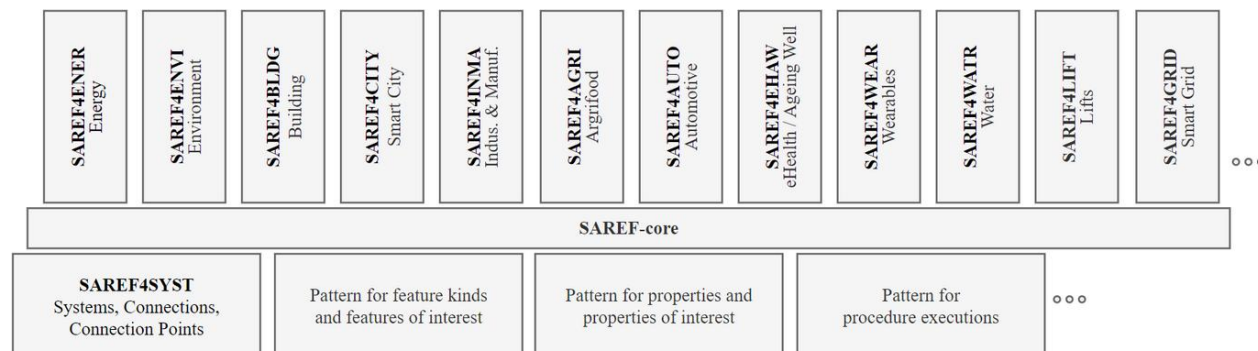 SAREF4ENER
Energy
SAREF4ENVI
Environment
SAREF4BLDG
Building
SAREF4CITY
Smart City
SAREF4INMA
Indus. & Manuf.
SAREF4AGRI
Argrifood
SAREF4AUTO
Automotive
SAREF4EHAW
eHealth / Ageing Well
SAREF4WEAR
Wearables
SAREF4WATR
Water
SAREF4LIFT
Lifts
SAREF4GRID
Smart Grid
SAREF-core
SAREF4SYST
Systems, Connections,
Connection Points
Pattern for feature kinds
and features of interest
Pattern for properties and
properties of interest
Pattern for
procedure executions